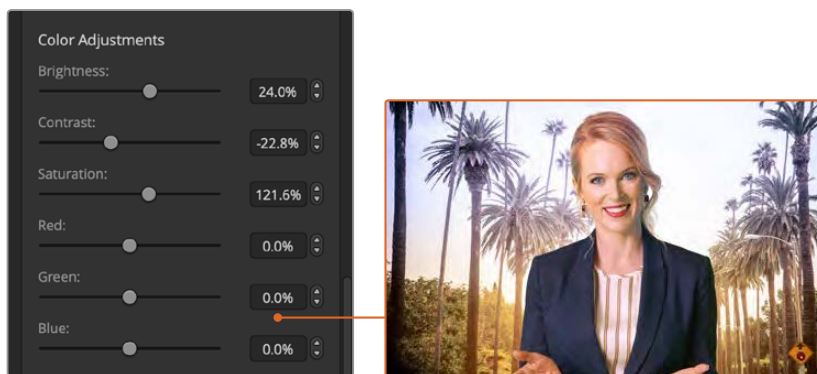 Color Adjustments
Brightness:
24.0%
Contrast:
-22.8%
Saturation:
121.6%
Red:
0.0%
Green:
0.0%
Blue:
0.0%